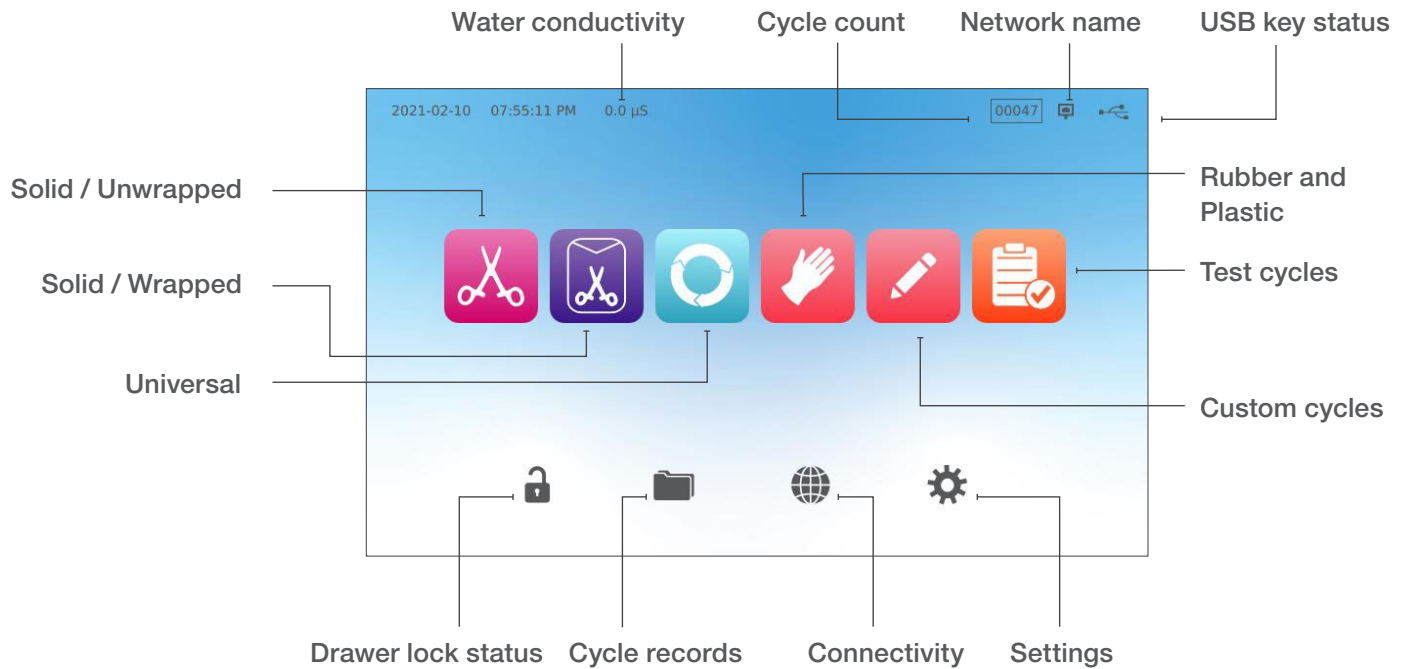 Water conductivity
Cycle count
Network name
USB key status
2021-02-10 07:55:11 PM 0.0 µS
00047
Solid / Unwrapped
Rubber and
Plastic
Solid / Wrapped
Test cycles
Universal
Custom cycles
Drawer lock status
Cycle records
Connectivity
Settings